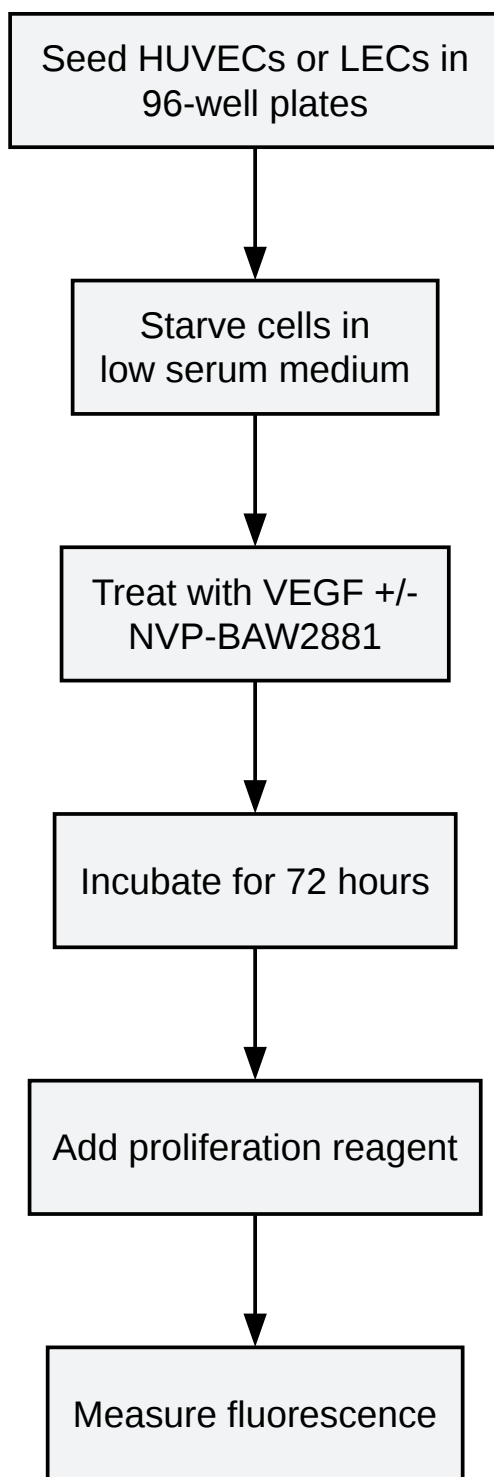 Seed HUVECs or LECs in
96-well plates
Starve cells in
low serum medium
Treat with VEGF +/-
NVP-BAW2881
Incubate for 72 hours
Add proliferation reagent
Measure fluorescence